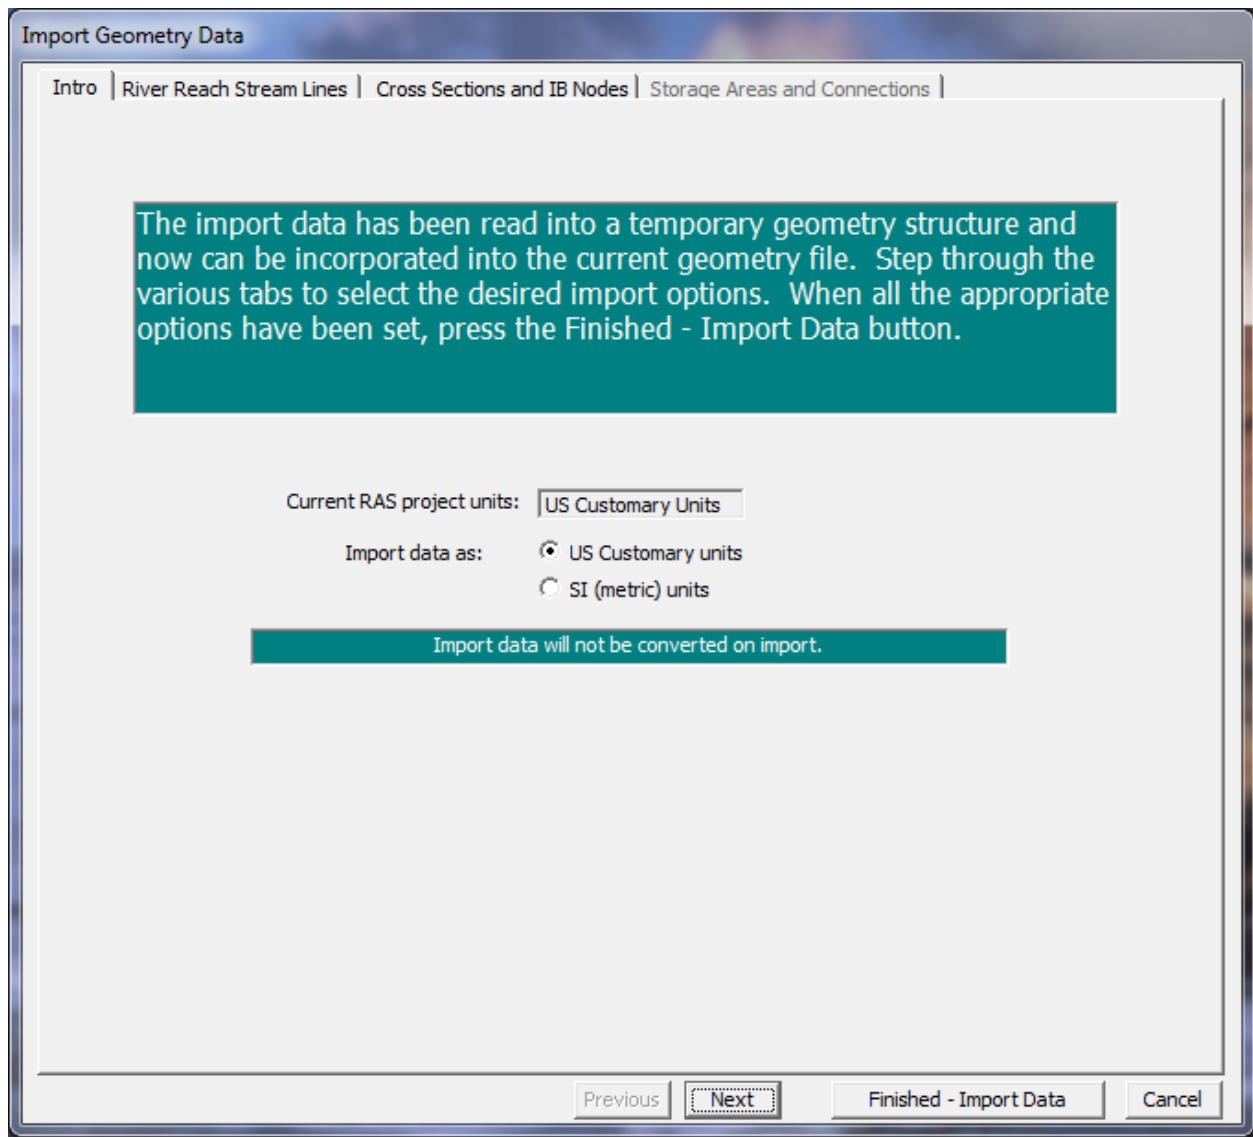 Import Geometry Data
Intro River Reach Stream Lines Cross Sections and IB Nodes Storage Areas and Connections
The import data has been read into a temporary geometry structure and
now can be incorporated into the current geometry file.  Step through the
various tabs to select the desired import options.  When all the appropriate
options have been set, press the Finished - Import Data button.
Current RAS project units: US Customary Units
Import data as: US Customary units
SI (metric) units
Import data will not be converted on import.
Previous Next Finished - Import Data Cancel